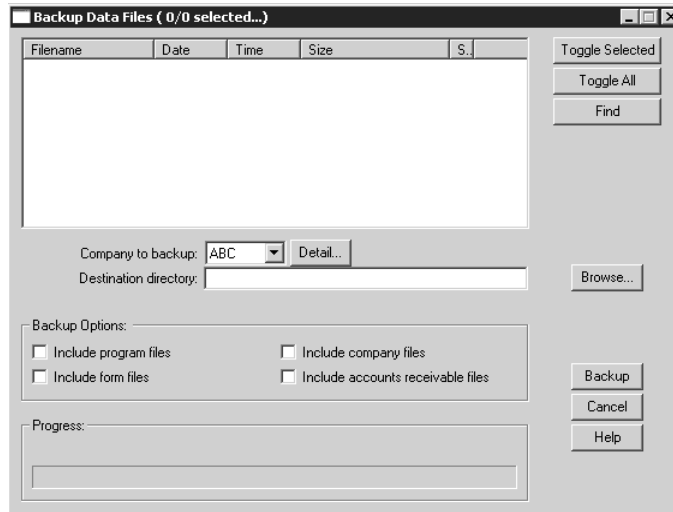 Backup Data Files ( 0/0 selected...)
Filename Date Time Size S..
Toggle Selected
Toggle All
Find
Company to backup: ABC Detail...
Destination directory: Browse...
Backup Options:
Include program files Include company files
Include form files Include accounts receivable files
Backup
Cancel
Progress:
Help